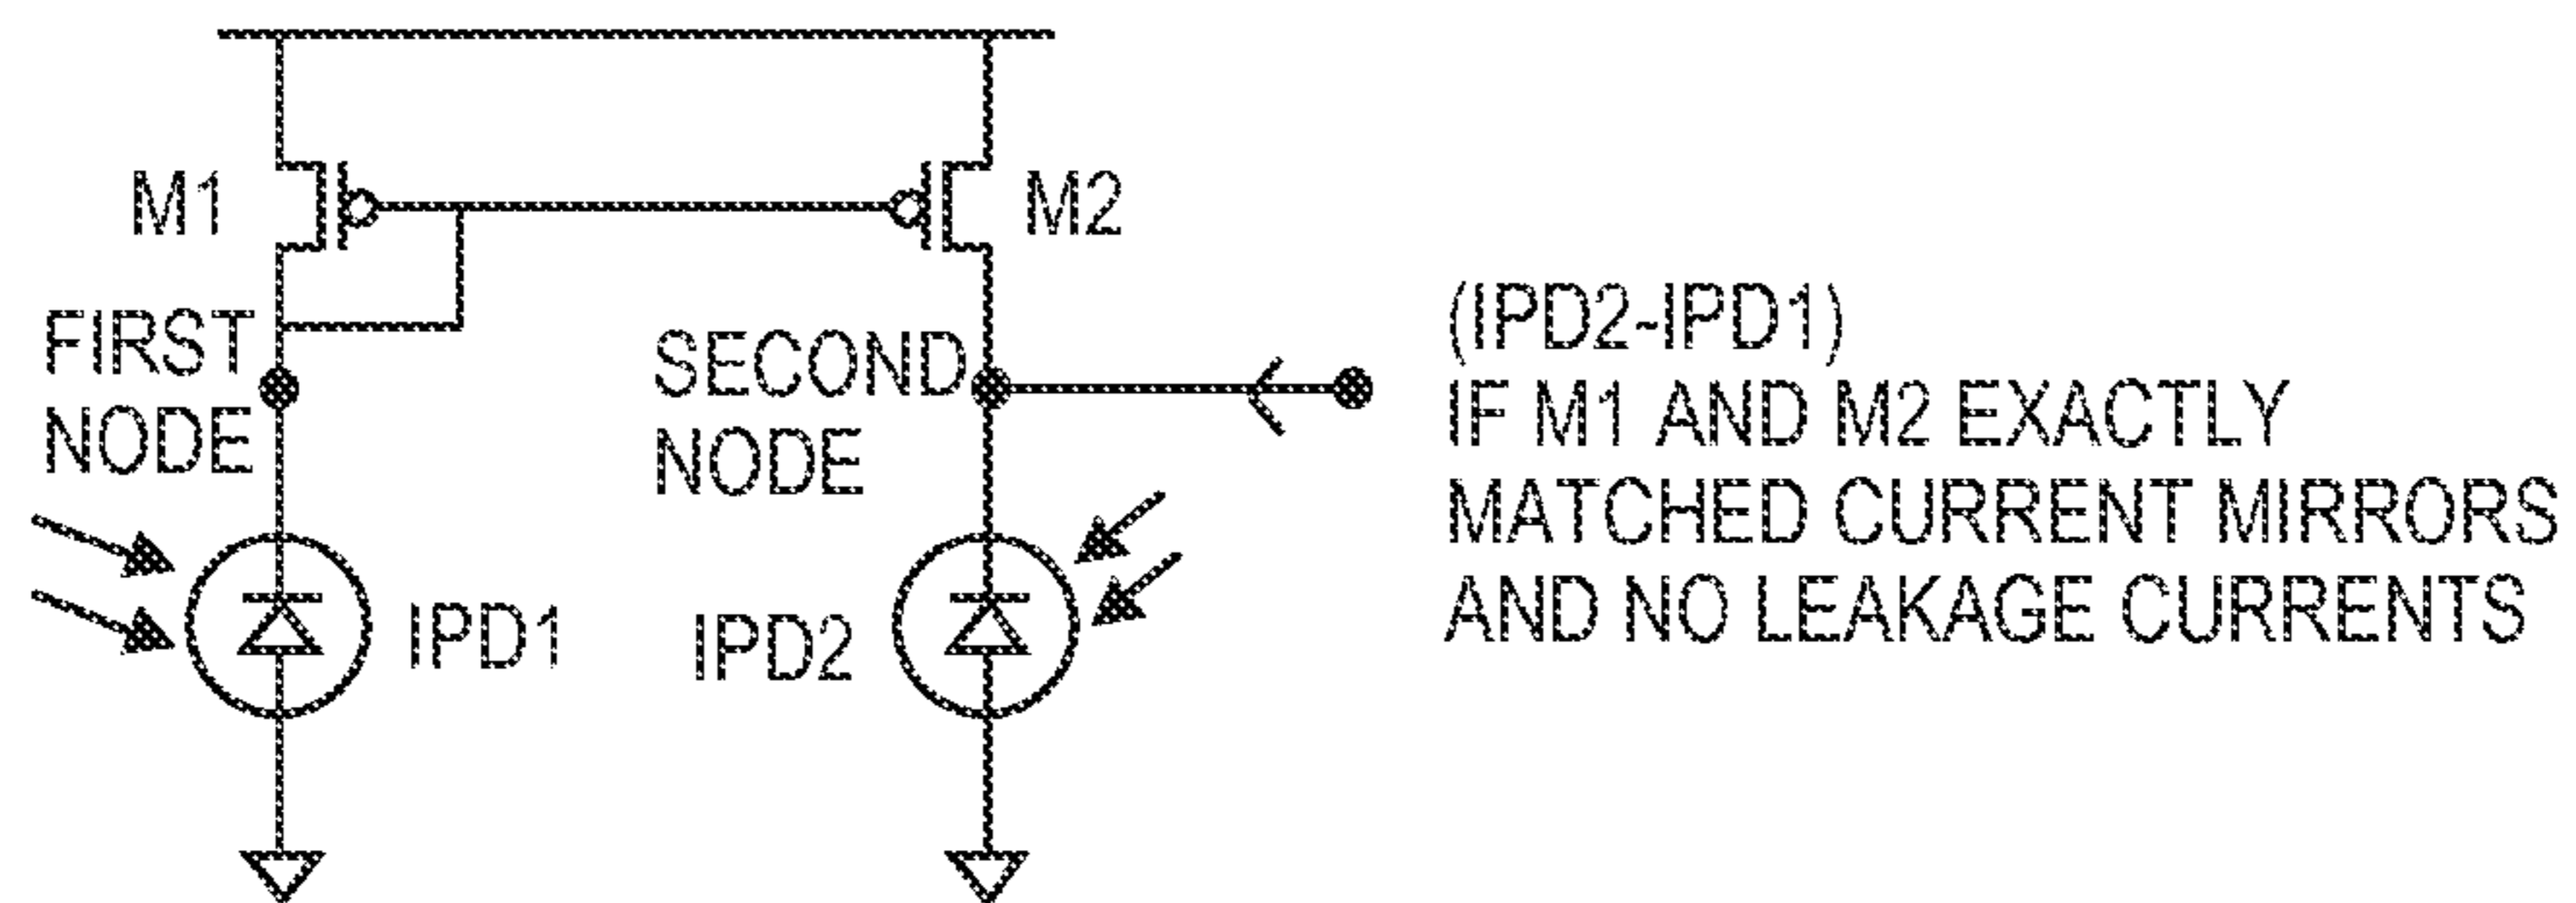 M1
M2
FIRST
NODE
SECOND
NODE
(IPD2-IPD1)
IF M1 AND M2 EXACTLY
MATCHED CURRENT MIRRORS
AND NO LEAKAGE CURRENTS
IPD1
IPD2